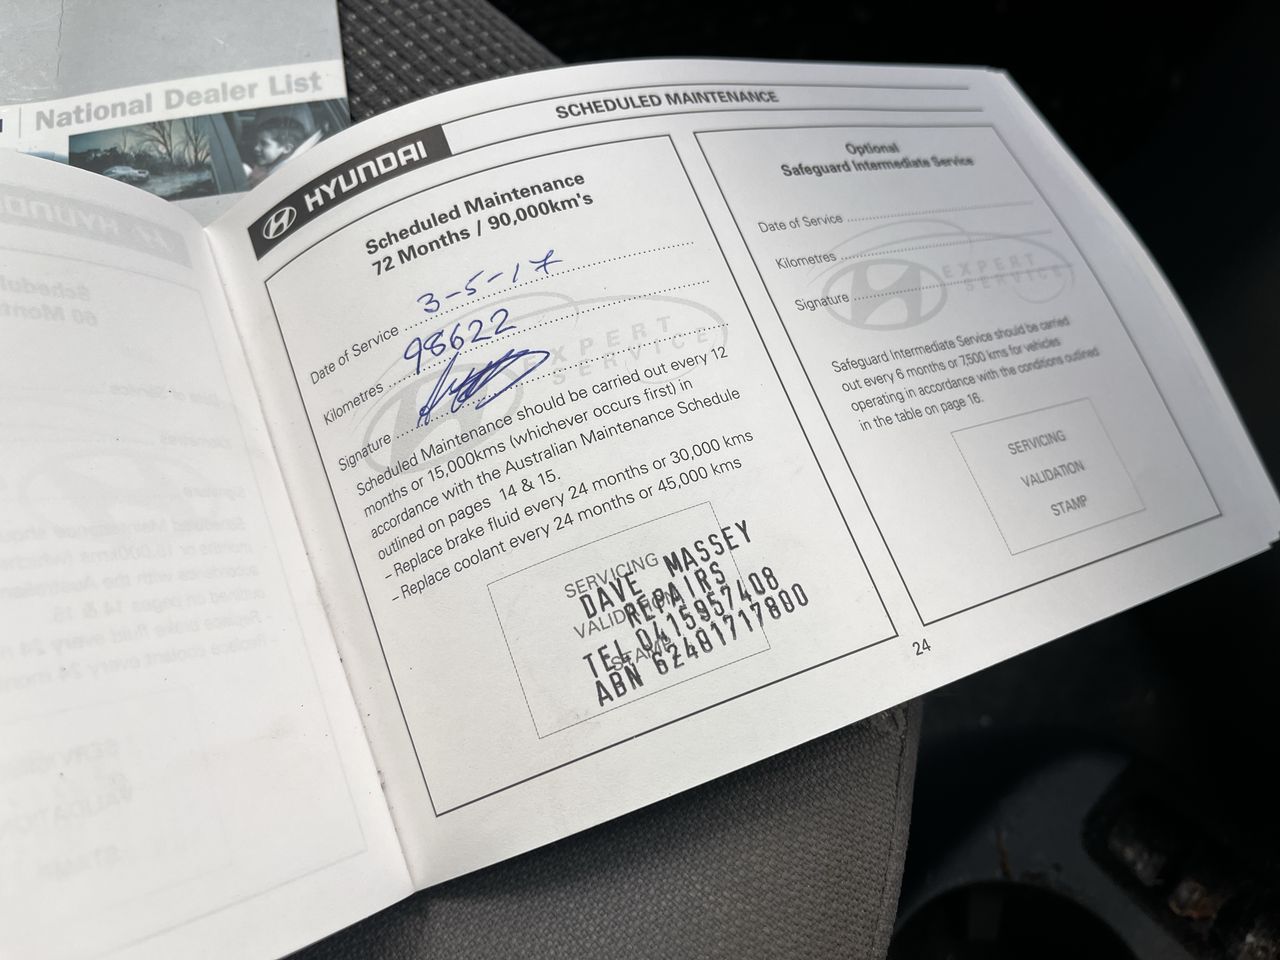 National Dealer List
HYUNDAI
SCHEDULED MAINTENANCE
Scheduled Maintenance
72 Months / 90,000km's
Date of Service 3-5-17
Kilometres 98622
Signature
EXPERT
SERVICE
Scheduled Maintenance should be carried out every 12
months or 15,000kms (whichever occurs first) in
accordance with the Australian Maintenance Schedule
outlined on pages 14 & 15.
– Replace brake fluid every 24 months or 30,000 kms
– Replace coolant every 24 months or 45,000 kms
SERVICING
VALIDATION
STAMP
DAVE MASSEY
REPAIRS
TEL 0415957408
ABN 62401717800
Optional
Safeguard Intermediate Service
Date of Service
Kilometres
Signature
EXPERT
SERVICE
Safeguard Intermediate Service should be carried
out every 6 months or 7,500 kms for vehicles
operating in accordance with the conditions outlined
in the table on page 16.
SERVICING
VALIDATION
STAMP
24